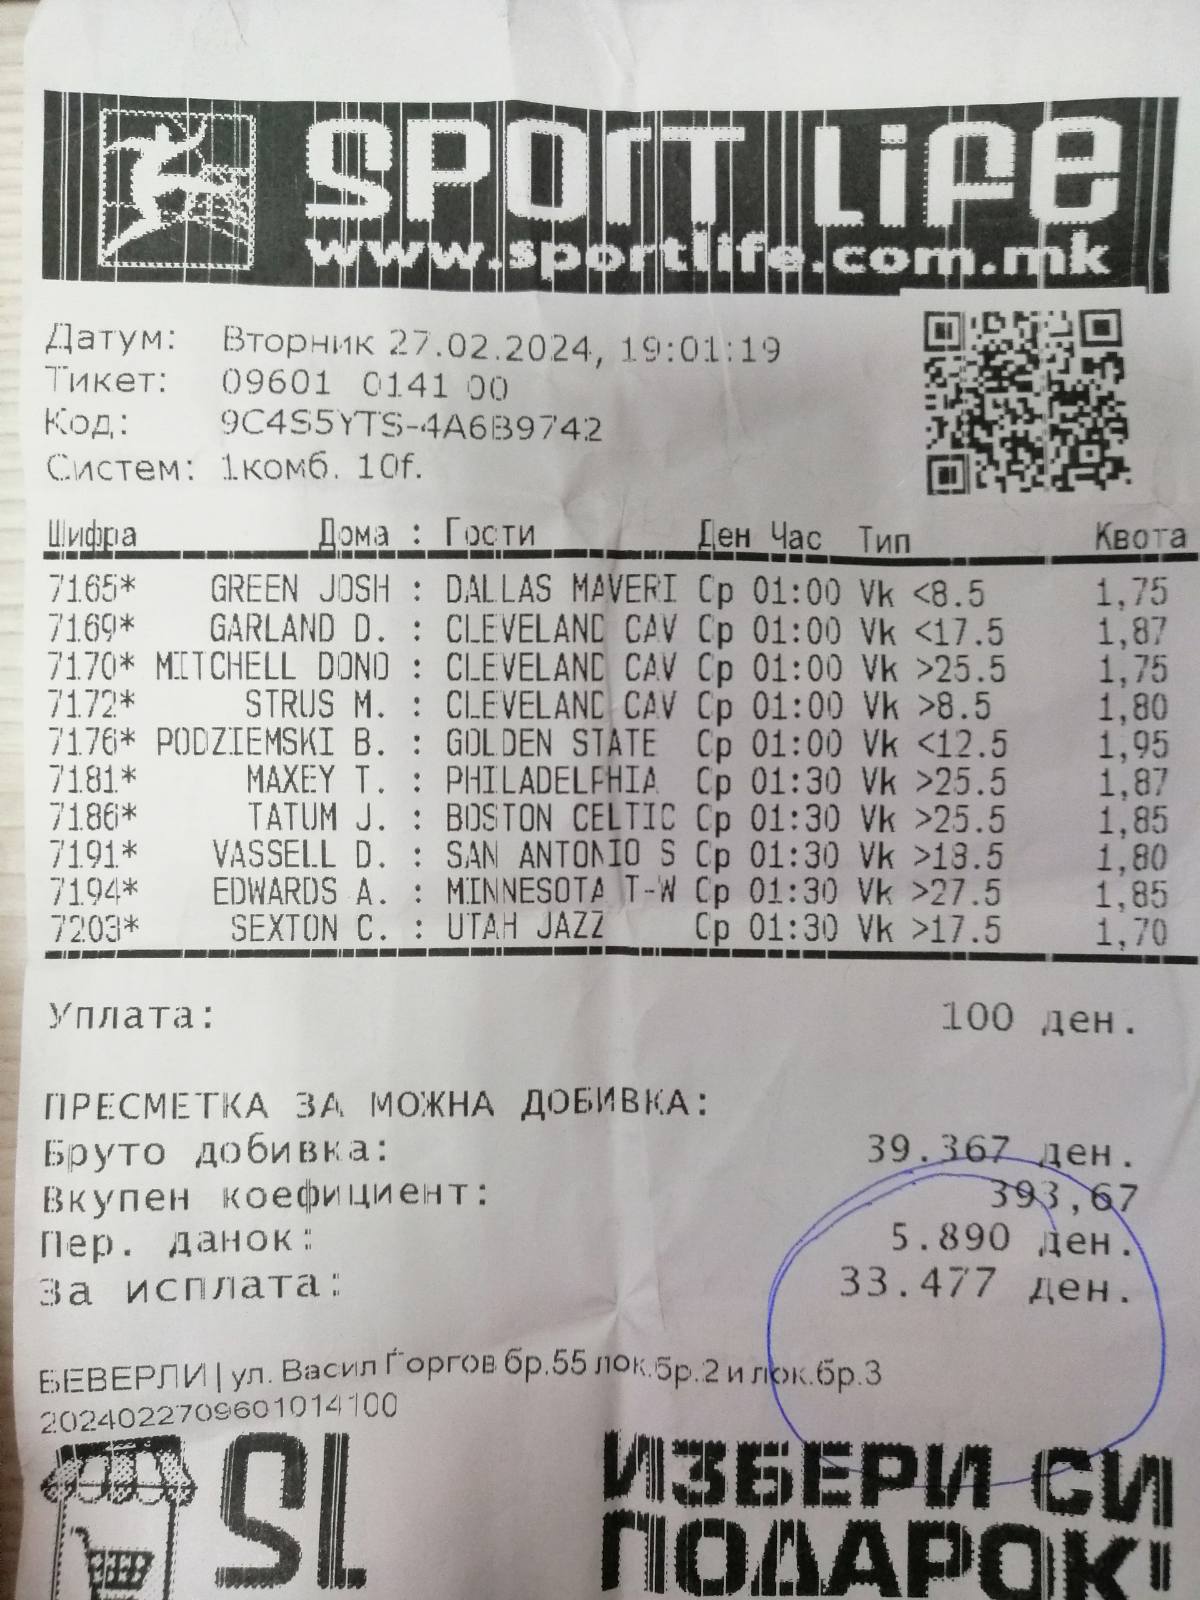 SPORT LIFE
www.sportlife.com.mk
Датум: Вторник 27.02.2024, 19:01:19
Тикет: 09601 0141 00
Код: 9C4S5YTS-4A6B9742
Систем: 1комб. 10f.
Шифра Дома : Гости Ден Час Тип Квота
7165* GREEN JOSH : DALLAS MAVERI Ср 01:00 Vk <8.5 1,75
7169* GARLAND D. : CLEVELAND CAV Ср 01:00 Vk <17.5 1,87
7170* MITCHELL DONO : CLEVELAND CAV Ср 01:00 Vk >25.5 1,75
7172* STRUS M. : CLEVELAND CAV Ср 01:00 Vk >8.5 1,80
7176* PODZIEMSKI B. : GOLDEN STATE Ср 01:00 Vk <12.5 1,95
7181* MAXEY T. : PHILADELPHIA Ср 01:30 Vk >25.5 1,87
7186* TATUM J. : BOSTON CELTIC Ср 01:30 Vk >25.5 1,85
7191* VASSELL D. : SAN ANTONIO S Ср 01:30 Vk >18.5 1,80
7194* EDWARDS A. : MINNESOTA T-W Ср 01:30 Vk >27.5 1,85
7203* SEXTON C. : UTAH JAZZ Ср 01:30 Vk >17.5 1,70
Уплата: 100 ден.
ПРЕСМЕТКА ЗА МОЖНА ДОБИВКА:
Бруто добивка: 39.367 ден.
Вкупен коефициент: 393,67
Пер. данок: 5.890 ден.
За исплата: 33.477 ден.
БЕВЕРЛИ | ул. Васил Ѓоргов бр.55 лок.бр.2 и лок.бр.3
2024022709601014100
SL ИЗБЕРИ СИ
ПОДАРОК!